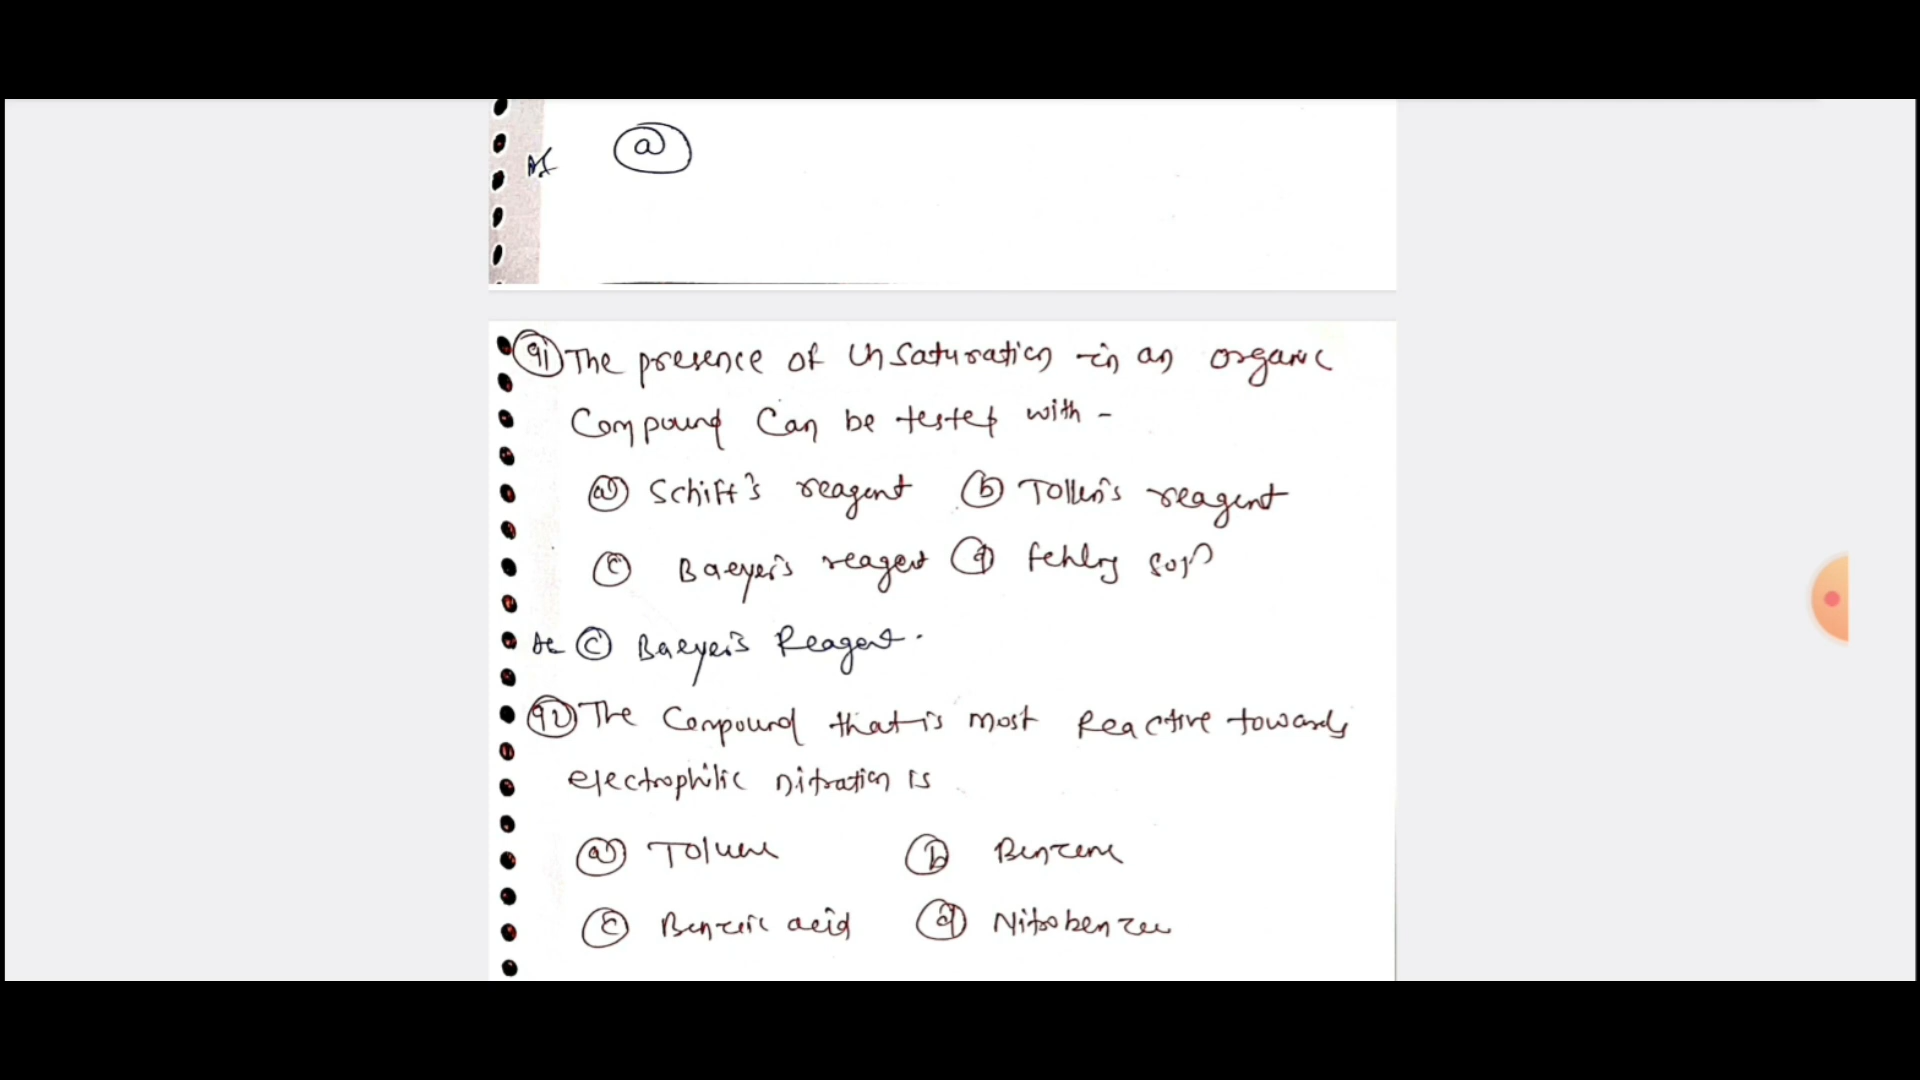 As (a)
(91) The presence of Unsaturation in an organic
Compound Can be tested with -
(a) Schiff's reagent (b) Tollen's reagent
(c) Baeyer's reagent (d) fehling sol^n
As (c) Baeyer's Reagent.
(92) The Compound that is most Reactive towards
electrophilic nitration is
(a) Toluene (b) Benzene
(c) Benzoic acid (d) Nitrobenzene